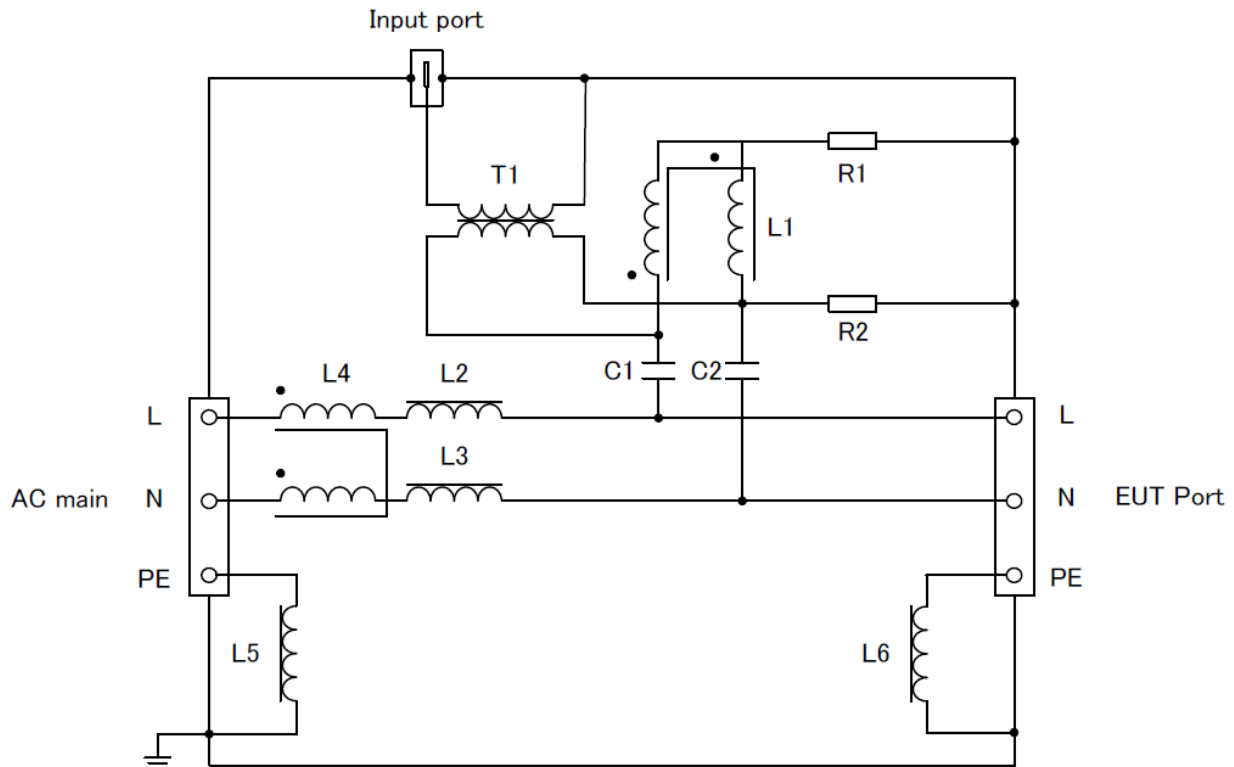 Input port
T1
R1
L1
R2
C1
C2
L4
L2
L
L
L3
AC main
N
N
EUT Port
PE
PE
L5
L6